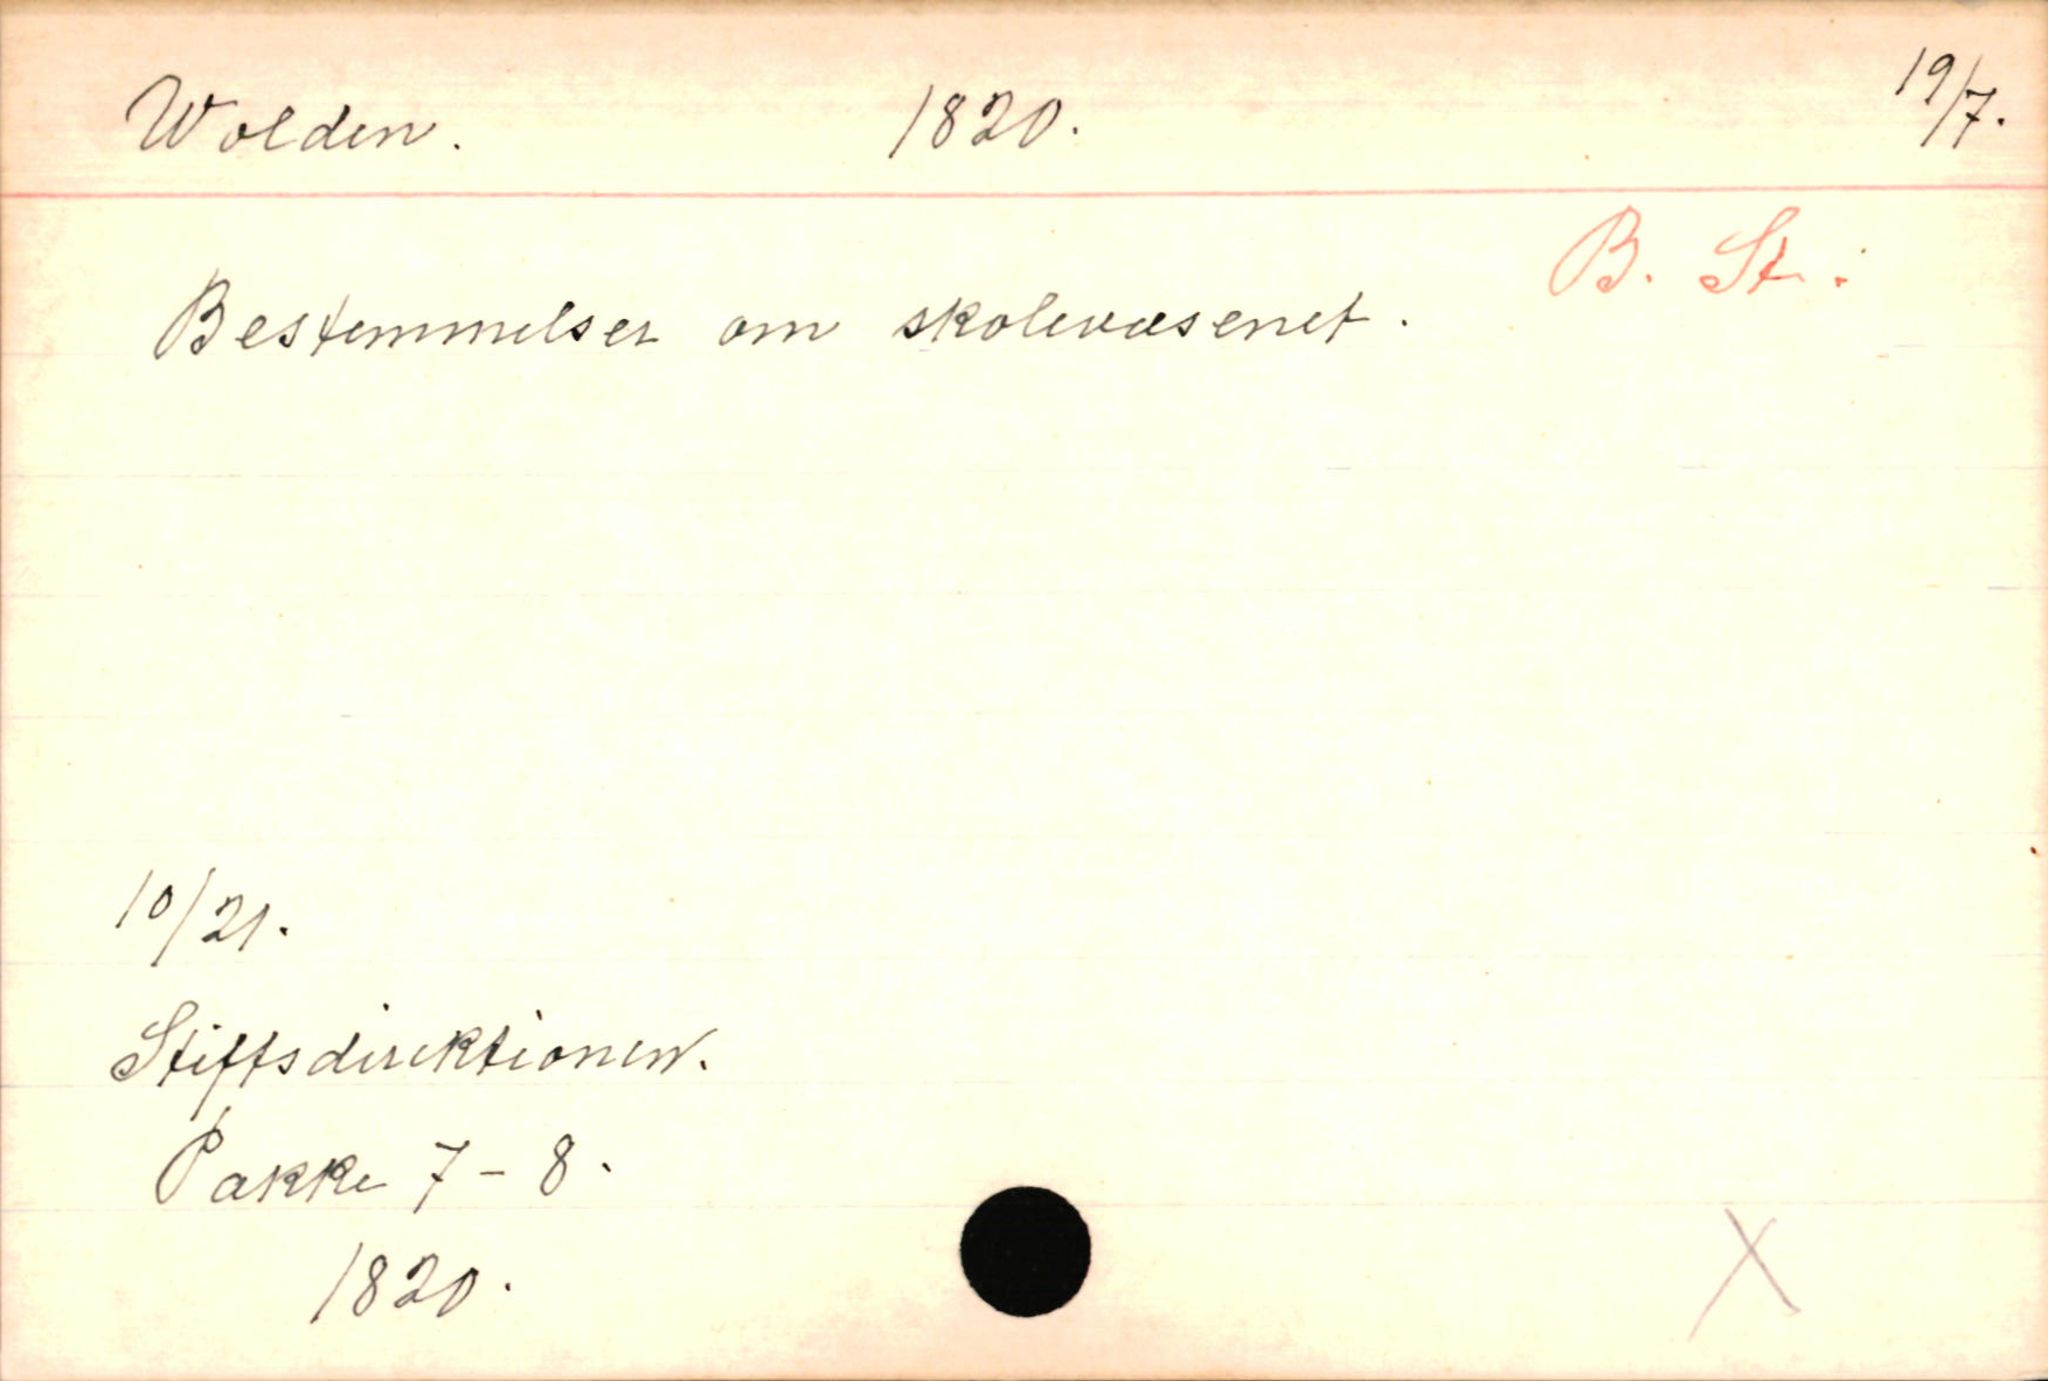 Wolden. 1820. 19/7.
B. St.
Bestemmelser om skolevæsenet.
10/21.
Stiftsdirektionen.
Pakke 7 - 8.
1820.
X